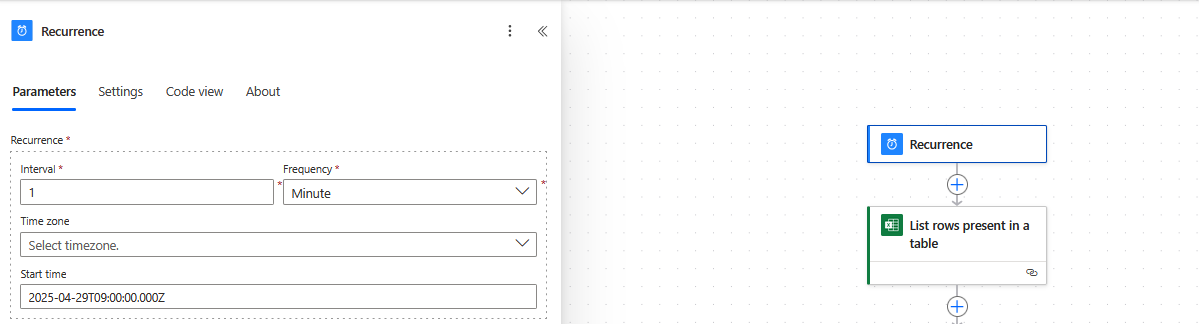 Recurrence
Parameters Settings Code view About
Recurrence *
Interval * Frequency *
1 * Minute *
Time zone
Select timezone.
Start time
2025-04-29T09:00:00.000Z
Recurrence
List rows present in a
table